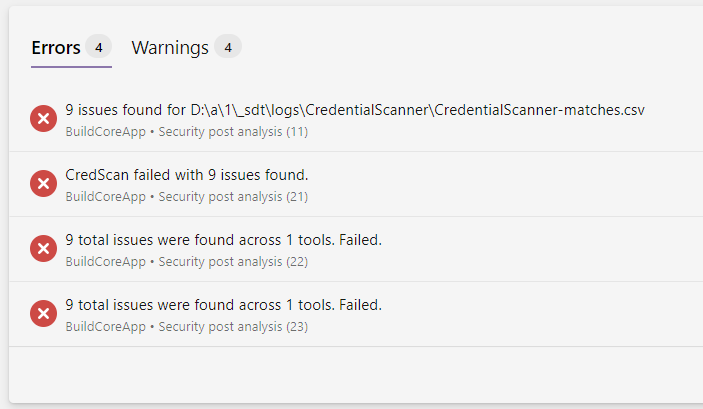 Errors 4 Warnings 4
9 issues found for D:\a\1\_sdt\logs\CredentialScanner\CredentialScanner-matches.csv
BuildCoreApp • Security post analysis (11)
CredScan failed with 9 issues found.
BuildCoreApp • Security post analysis (21)
9 total issues were found across 1 tools. Failed.
BuildCoreApp • Security post analysis (22)
9 total issues were found across 1 tools. Failed.
BuildCoreApp • Security post analysis (23)